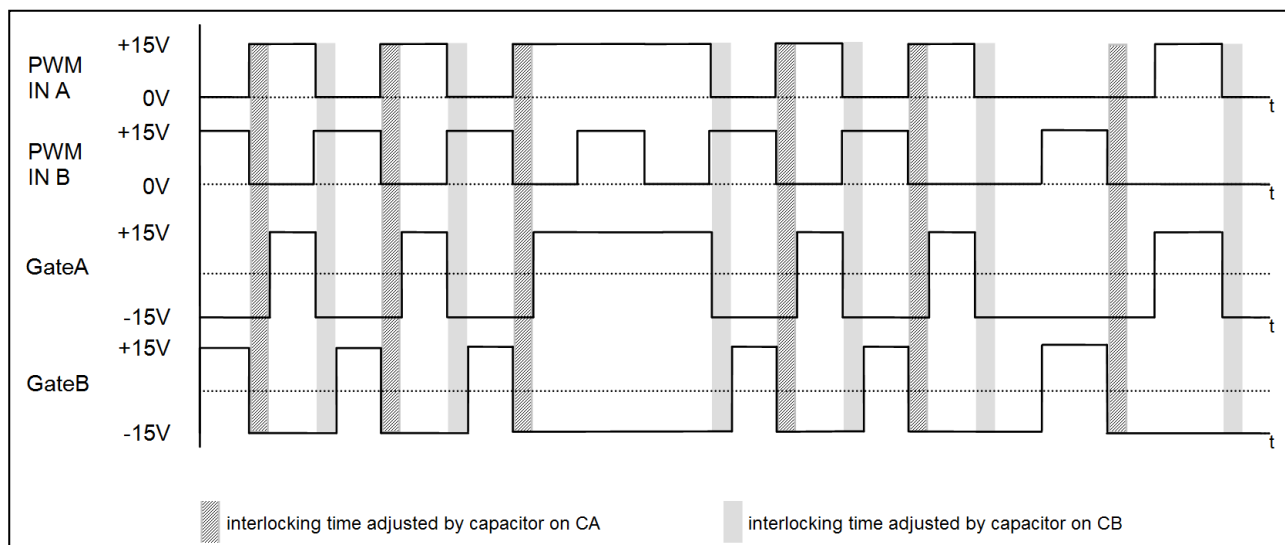 +15V
PWM
IN A
0V
t
+15V
PWM
IN B
0V
t
+15V
GateA
-15V
t
+15V
GateB
-15V
t
interlocking time adjusted by capacitor on CA
interlocking time adjusted by capacitor on CB